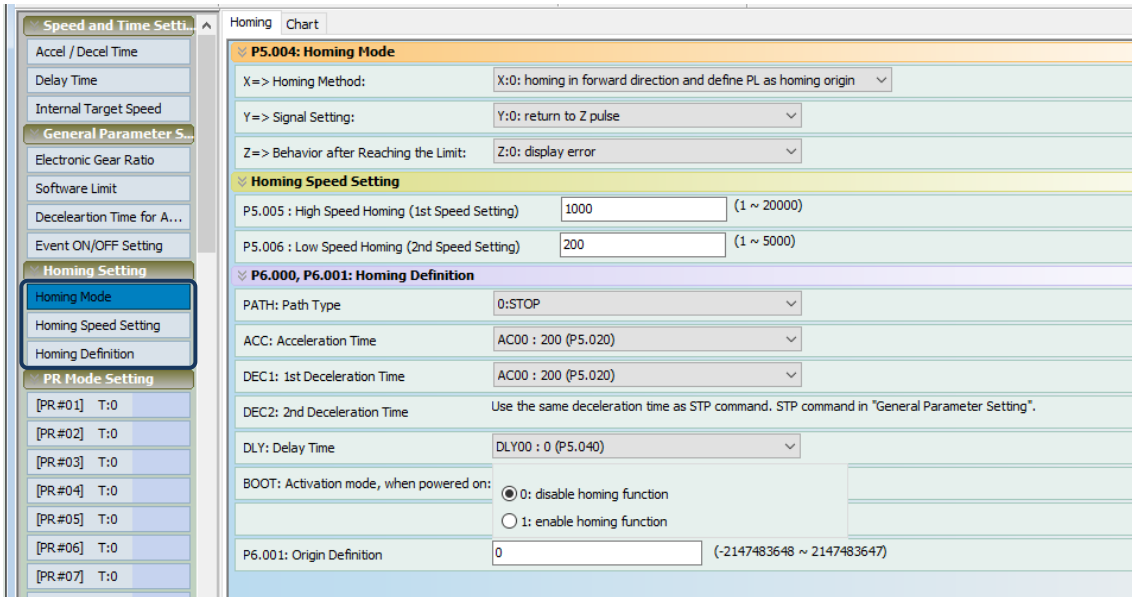 Speed and Time Setti..
Accel / Decel Time
Delay Time
Internal Target Speed
General Parameter S...
Electronic Gear Ratio
Software Limit
Deceleartion Time for A...
Event ON/OFF Setting
Homing Setting
Homing Mode
Homing Speed Setting
Homing Definition
PR Mode Setting
[PR#01] T:0
[PR#02] T:0
[PR#03] T:0
[PR#04] T:0
[PR#05] T:0
[PR#06] T:0
[PR#07] T:0
Homing Chart
P5.004: Homing Mode
X=> Homing Method: X:0: homing in forward direction and define PL as homing origin
Y=> Signal Setting: Y:0: return to Z pulse
Z=> Behavior after Reaching the Limit: Z:0: display error
Homing Speed Setting
P5.005 : High Speed Homing (1st Speed Setting) 1000 (1 ~ 20000)
P5.006 : Low Speed Homing (2nd Speed Setting) 200 (1 ~ 5000)
P6.000, P6.001: Homing Definition
PATH: Path Type 0:STOP
ACC: Acceleration Time AC00 : 200 (P5.020)
DEC1: 1st Deceleration Time AC00 : 200 (P5.020)
DEC2: 2nd Deceleration Time Use the same deceleration time as STP command. STP command in "General Parameter Setting".
DLY: Delay Time DLY00 : 0 (P5.040)
BOOT: Activation mode, when powered on:
0: disable homing function
1: enable homing function
P6.001: Origin Definition 0 (-2147483648 ~ 2147483647)